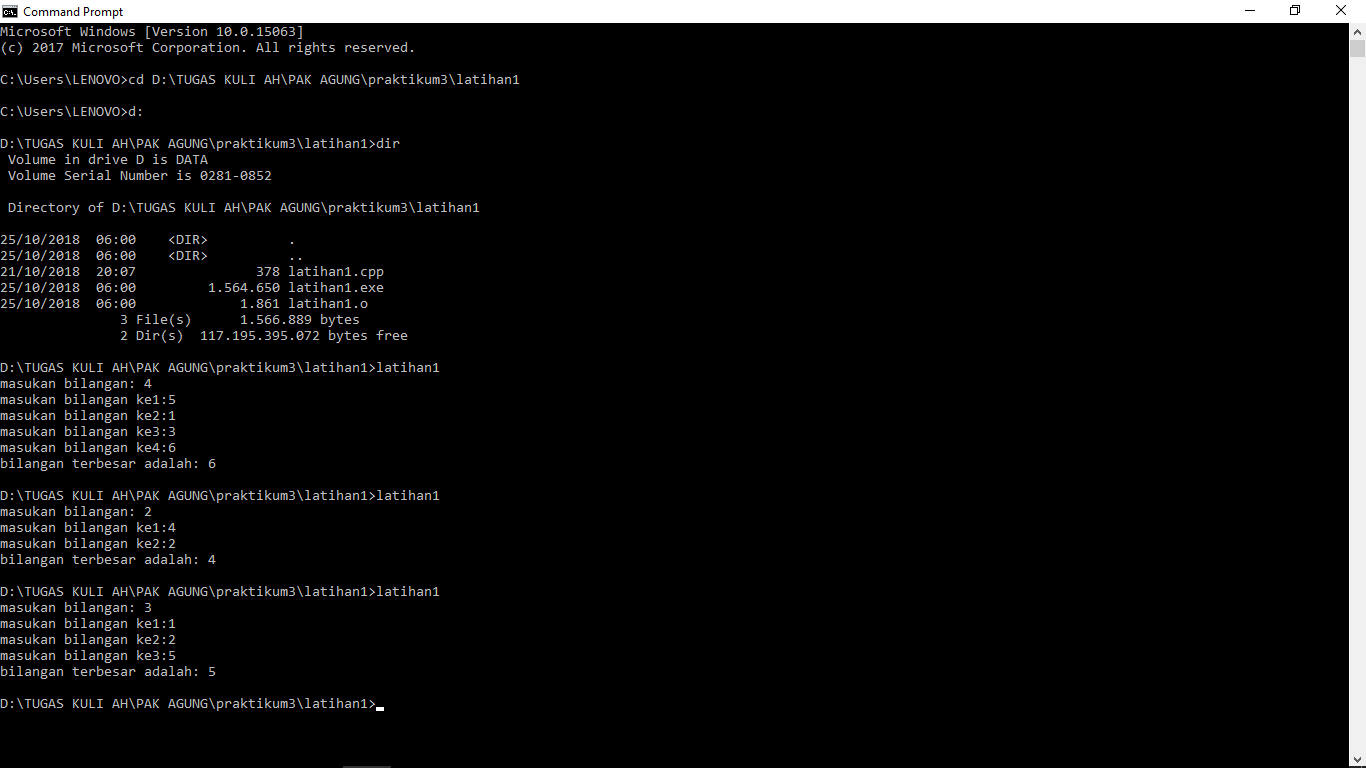 Command Prompt
Microsoft Windows [Version 10.0.15063]
(c) 2017 Microsoft Corporation. All rights reserved.
C:\Users\LENOVO>cd D:\TUGAS KULI AH\PAK AGUNG\praktikum3\latihan1
C:\Users\LENOVO>d:
D:\TUGAS KULI AH\PAK AGUNG\praktikum3\latihan1>dir
 Volume in drive D is DATA
 Volume Serial Number is 0281-0852
 Directory of D:\TUGAS KULI AH\PAK AGUNG\praktikum3\latihan1
25/10/2018  06:00    <DIR>          .
25/10/2018  06:00    <DIR>          ..
21/10/2018  20:07               378 latihan1.cpp
25/10/2018  06:00         1.564.650 latihan1.exe
25/10/2018  06:00             1.861 latihan1.o
               3 File(s)      1.566.889 bytes
               2 Dir(s)  117.195.395.072 bytes free
D:\TUGAS KULI AH\PAK AGUNG\praktikum3\latihan1>latihan1
masukan bilangan: 4
masukan bilangan ke1:5
masukan bilangan ke2:1
masukan bilangan ke3:3
masukan bilangan ke4:6
bilangan terbesar adalah: 6
D:\TUGAS KULI AH\PAK AGUNG\praktikum3\latihan1>latihan1
masukan bilangan: 2
masukan bilangan ke1:4
masukan bilangan ke2:2
bilangan terbesar adalah: 4
D:\TUGAS KULI AH\PAK AGUNG\praktikum3\latihan1>latihan1
masukan bilangan: 3
masukan bilangan ke1:1
masukan bilangan ke2:2
masukan bilangan ke3:5
bilangan terbesar adalah: 5
D:\TUGAS KULI AH\PAK AGUNG\praktikum3\latihan1>